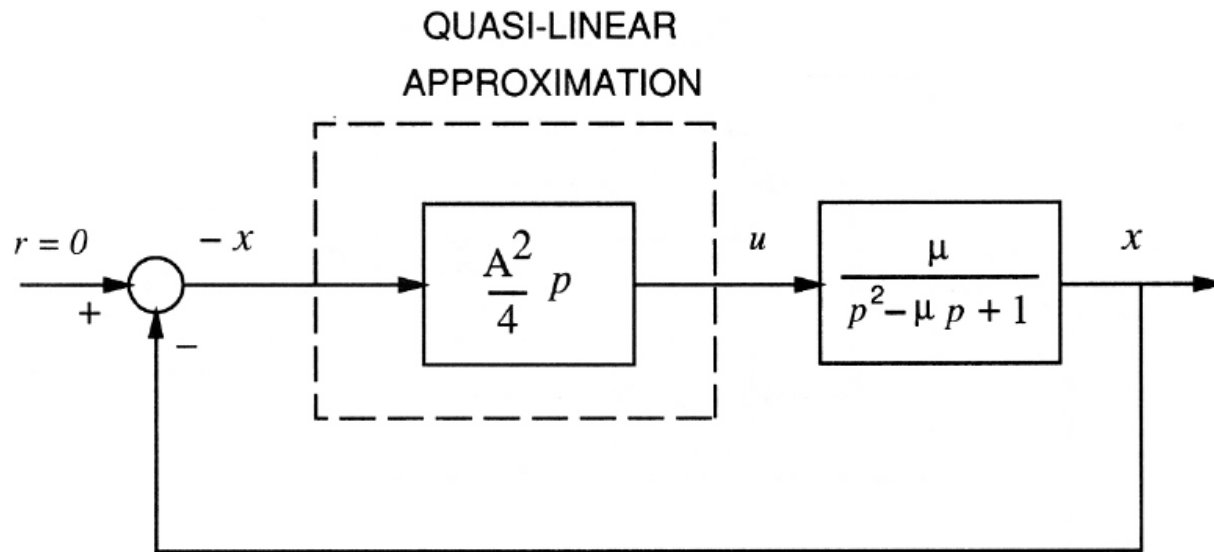 QUASI-LINEAR
APPROXIMATION
r = 0
+
−
− x
A²
4
p
u
μ
p² − μ p + 1
x